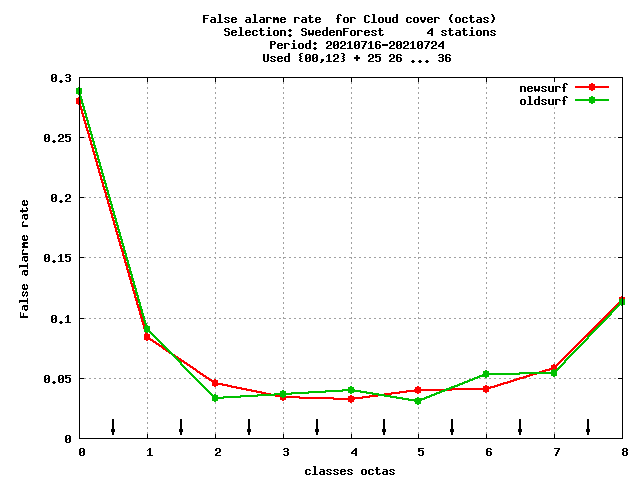 False alarme rate  for Cloud cover (octas)
Selection: SwedenForest      4 stations
Period: 20210716-20210724
Used {00,12} + 25 26 ... 36
newsurf
oldsurf
0.3
0.25
0.2
0.15
0.1
0.05
0
False alarme rate
0 1 2 3 4 5 6 7 8
classes octas